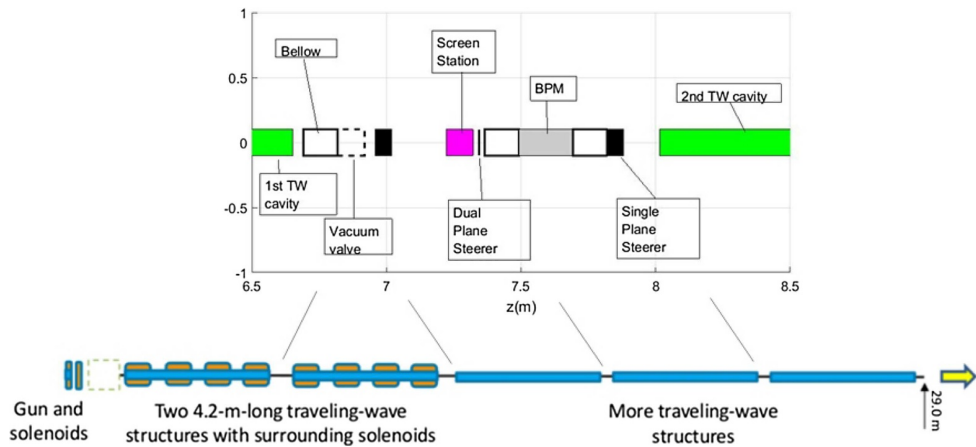 1
0.5
0
-0.5
-1
Bellow
Screen
Station
BPM
2nd TW cavity
1st TW
cavity
Vacuum
valve
Dual
Plane
Steerer
Single
Plane
Steerer
6.5 7 7.5 8 8.5
z(m)
Gun and
solenoids
Two 4.2-m-long traveling-wave
structures with surrounding solenoids
More traveling-wave
structures
29.0 m